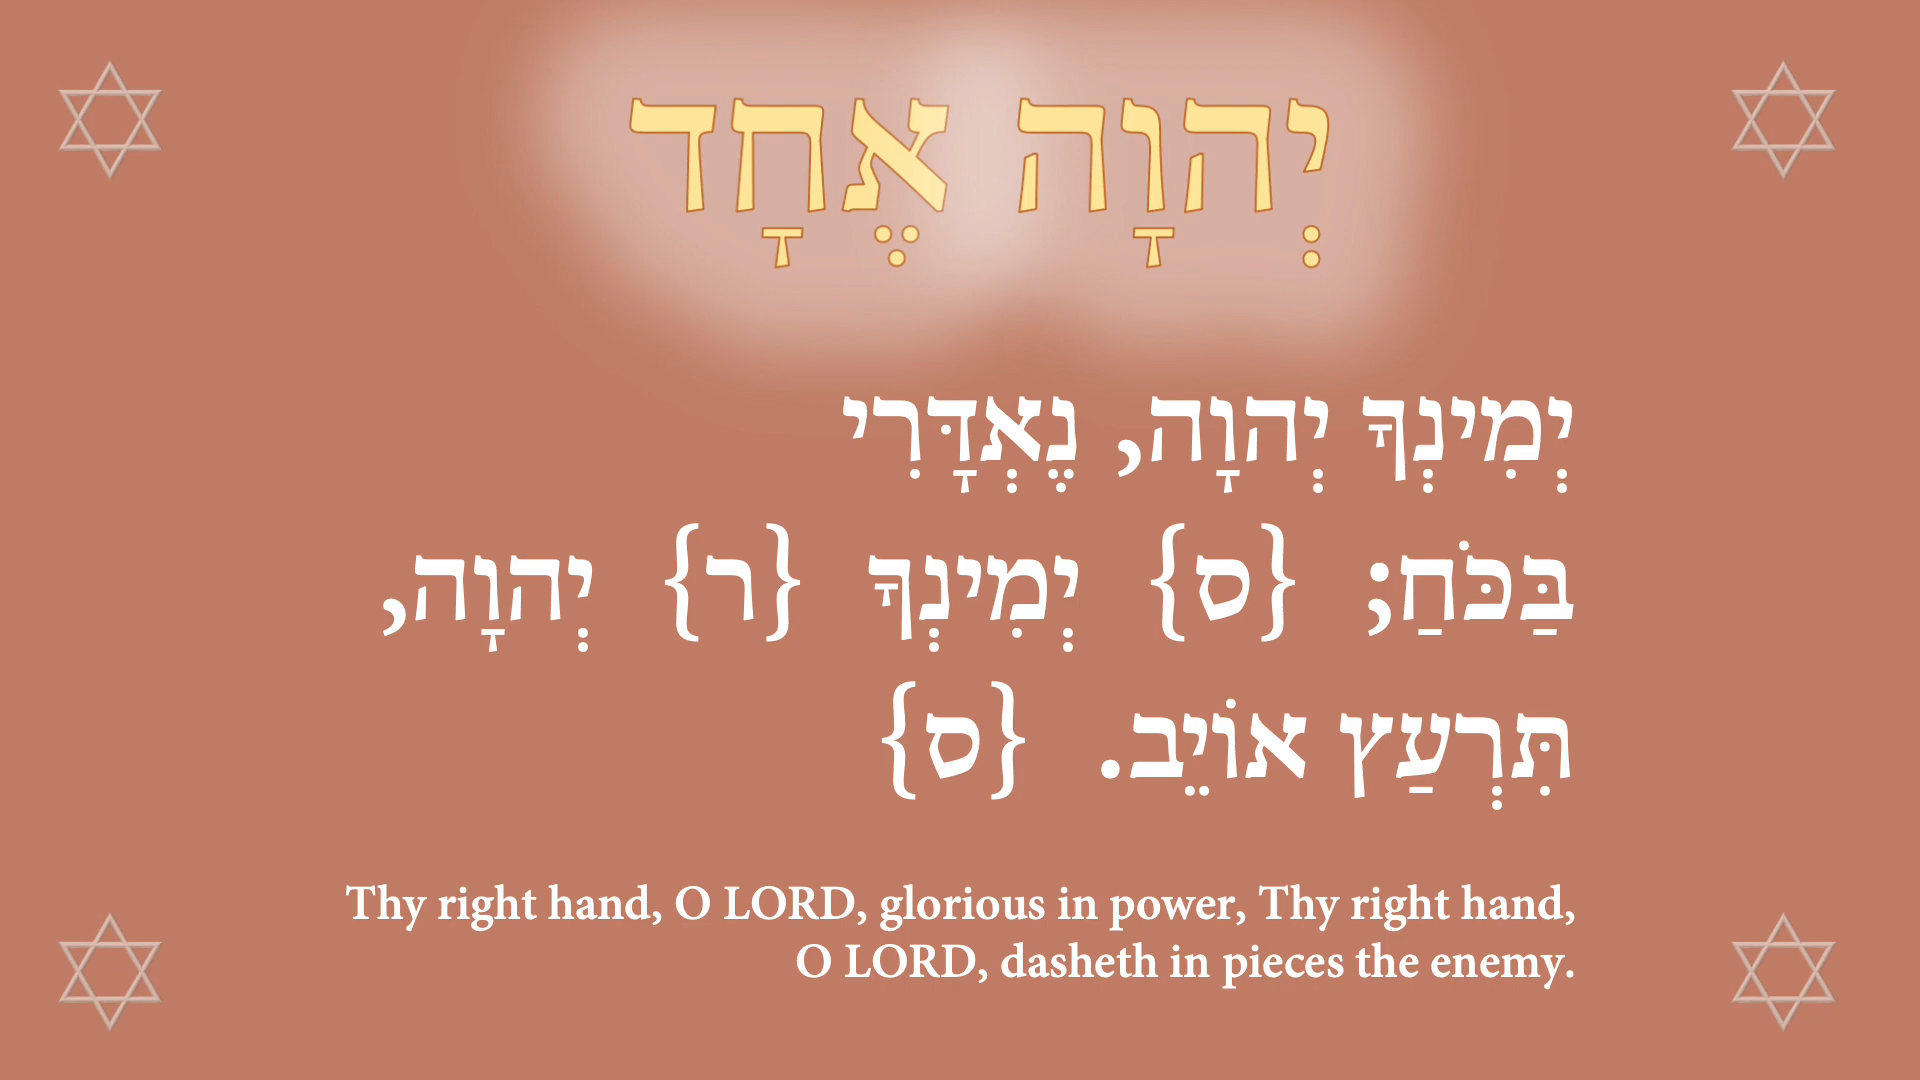 יְהוָה אֶחָד
יְמִינְךָ יְהוָה, נֶאְדָּרִי
בַּכֹּחַ; {ס} יְמִינְךָ {ר} יְהוָה,
תִּרְעַץ אוֹיֵב. {ס}
Thy right hand, O LORD, glorious in power, Thy right hand,
O LORD, dasheth in pieces the enemy.